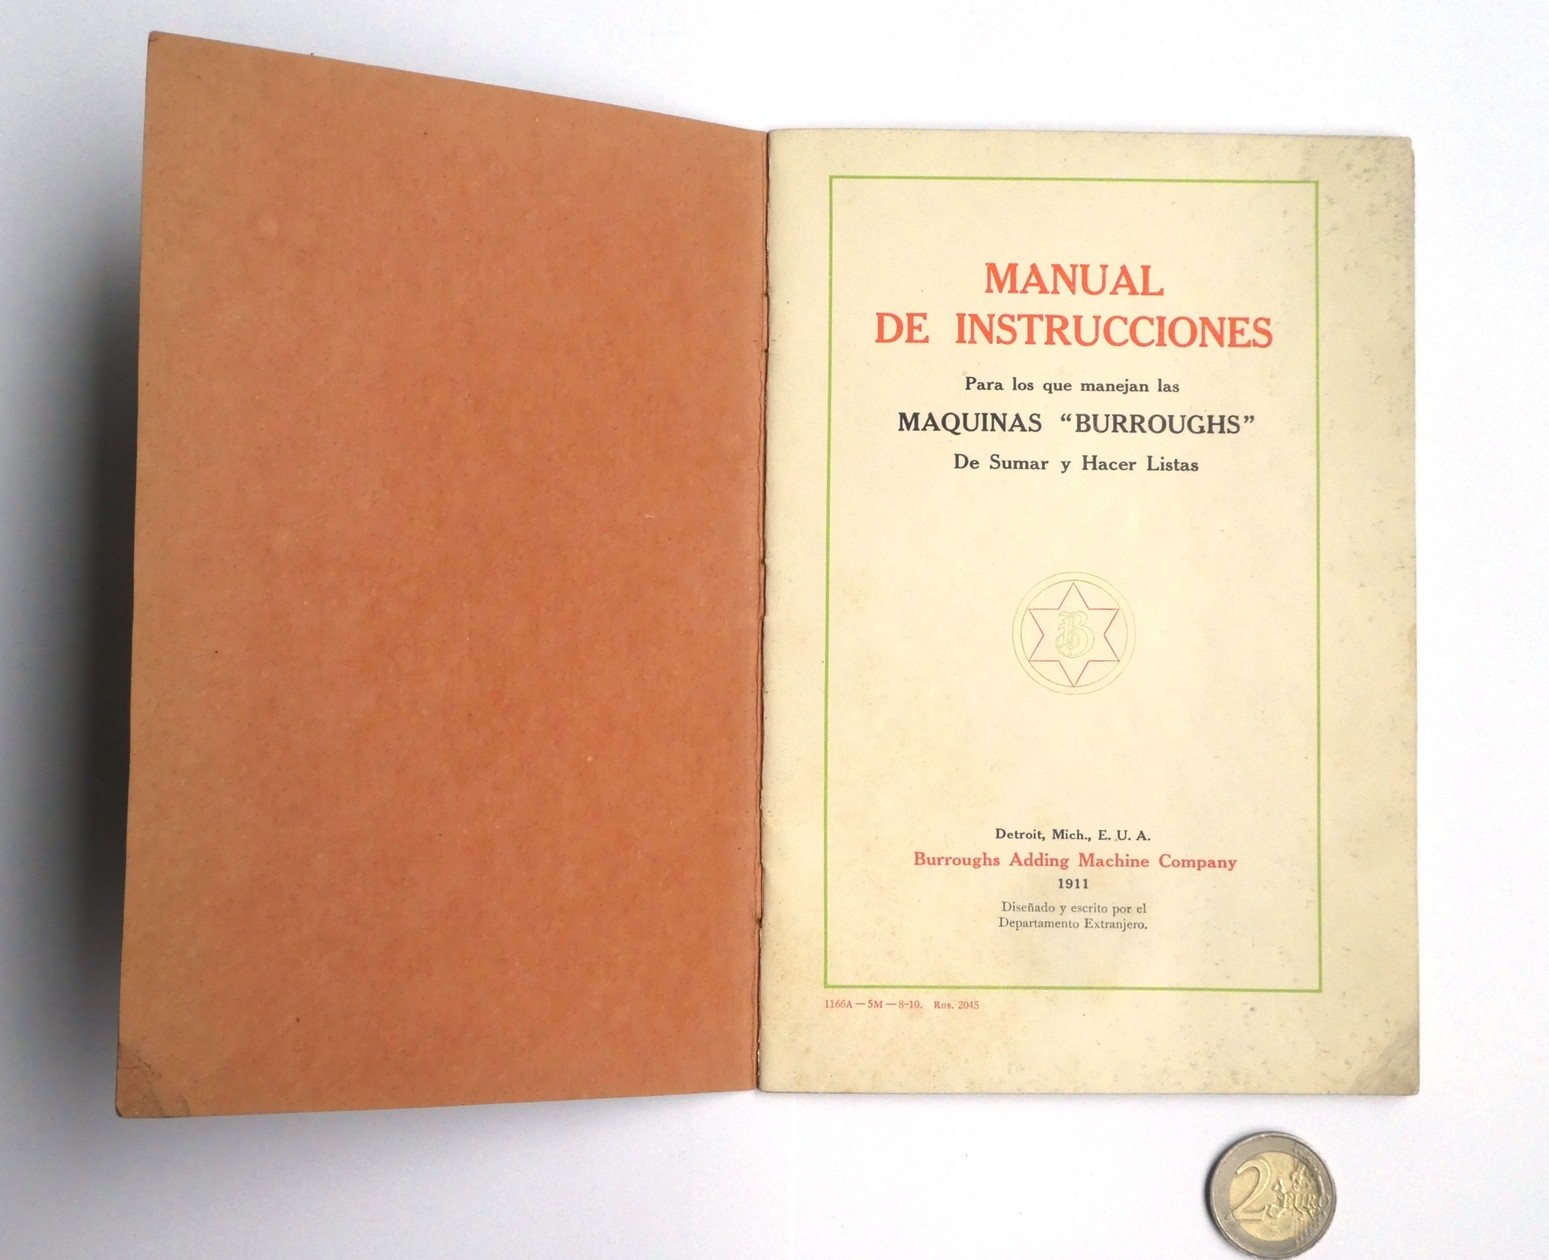 MANUAL
DE INSTRUCCIONES
Para los que manejan las
MAQUINAS “BURROUGHS”
De Sumar y Hacer Listas
B
Detroit, Mich., E. U. A.
Burroughs Adding Machine Company
1911
Diseñado y escrito por el
Departamento Extranjero.
1166A — 5M — 8-10. Ros. 2045
2 EURO